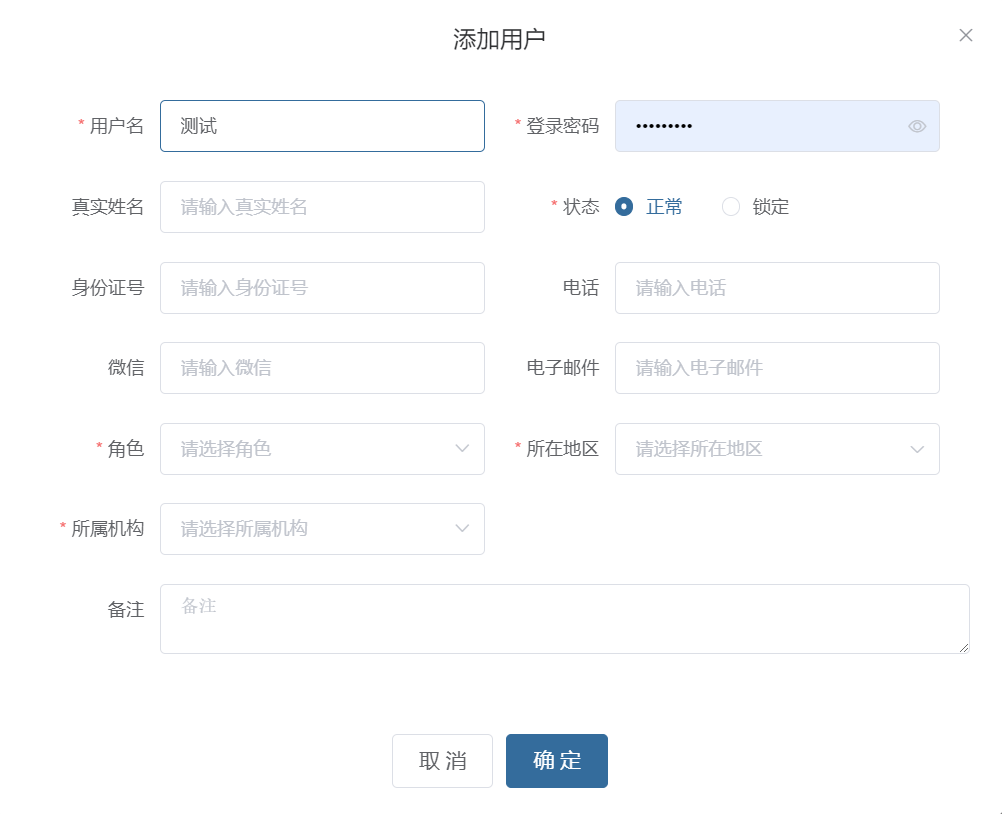 添加用户
* 用户名 测试 * 登录密码 •••••••••
真实姓名 请输入真实姓名 * 状态 正常 锁定
身份证号 请输入身份证号 电话 请输入电话
微信 请输入微信 电子邮件 请输入电子邮件
* 角色 请选择角色 * 所在地区 请选择所在地区
* 所属机构 请选择所属机构
备注 备注
取消 确定